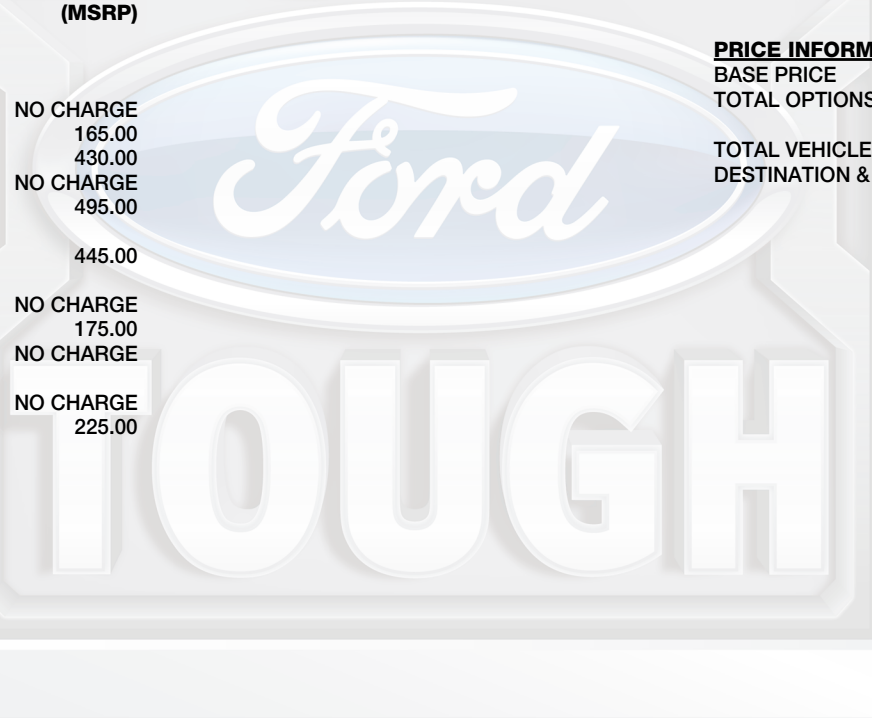 (MSRP)
NO CHARGE
165.00
430.00
NO CHARGE
495.00
445.00
NO CHARGE
175.00
NO CHARGE
NO CHARGE
225.00
PRICE INFORM
BASE PRICE
TOTAL OPTIONS
TOTAL VEHICLE
DESTINATION &
Ford
TOUGH